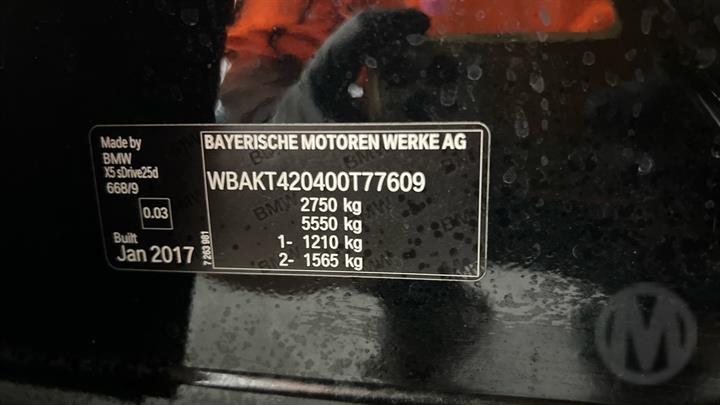 Made by
BMW
X5 sDrive25d
668/9
0.03
Built
Jan 2017
7 263 981
BAYERISCHE MOTOREN WERKE AG
WBAKT420400T77609
2750 kg
5550 kg
1- 1210 kg
2- 1565 kg
M